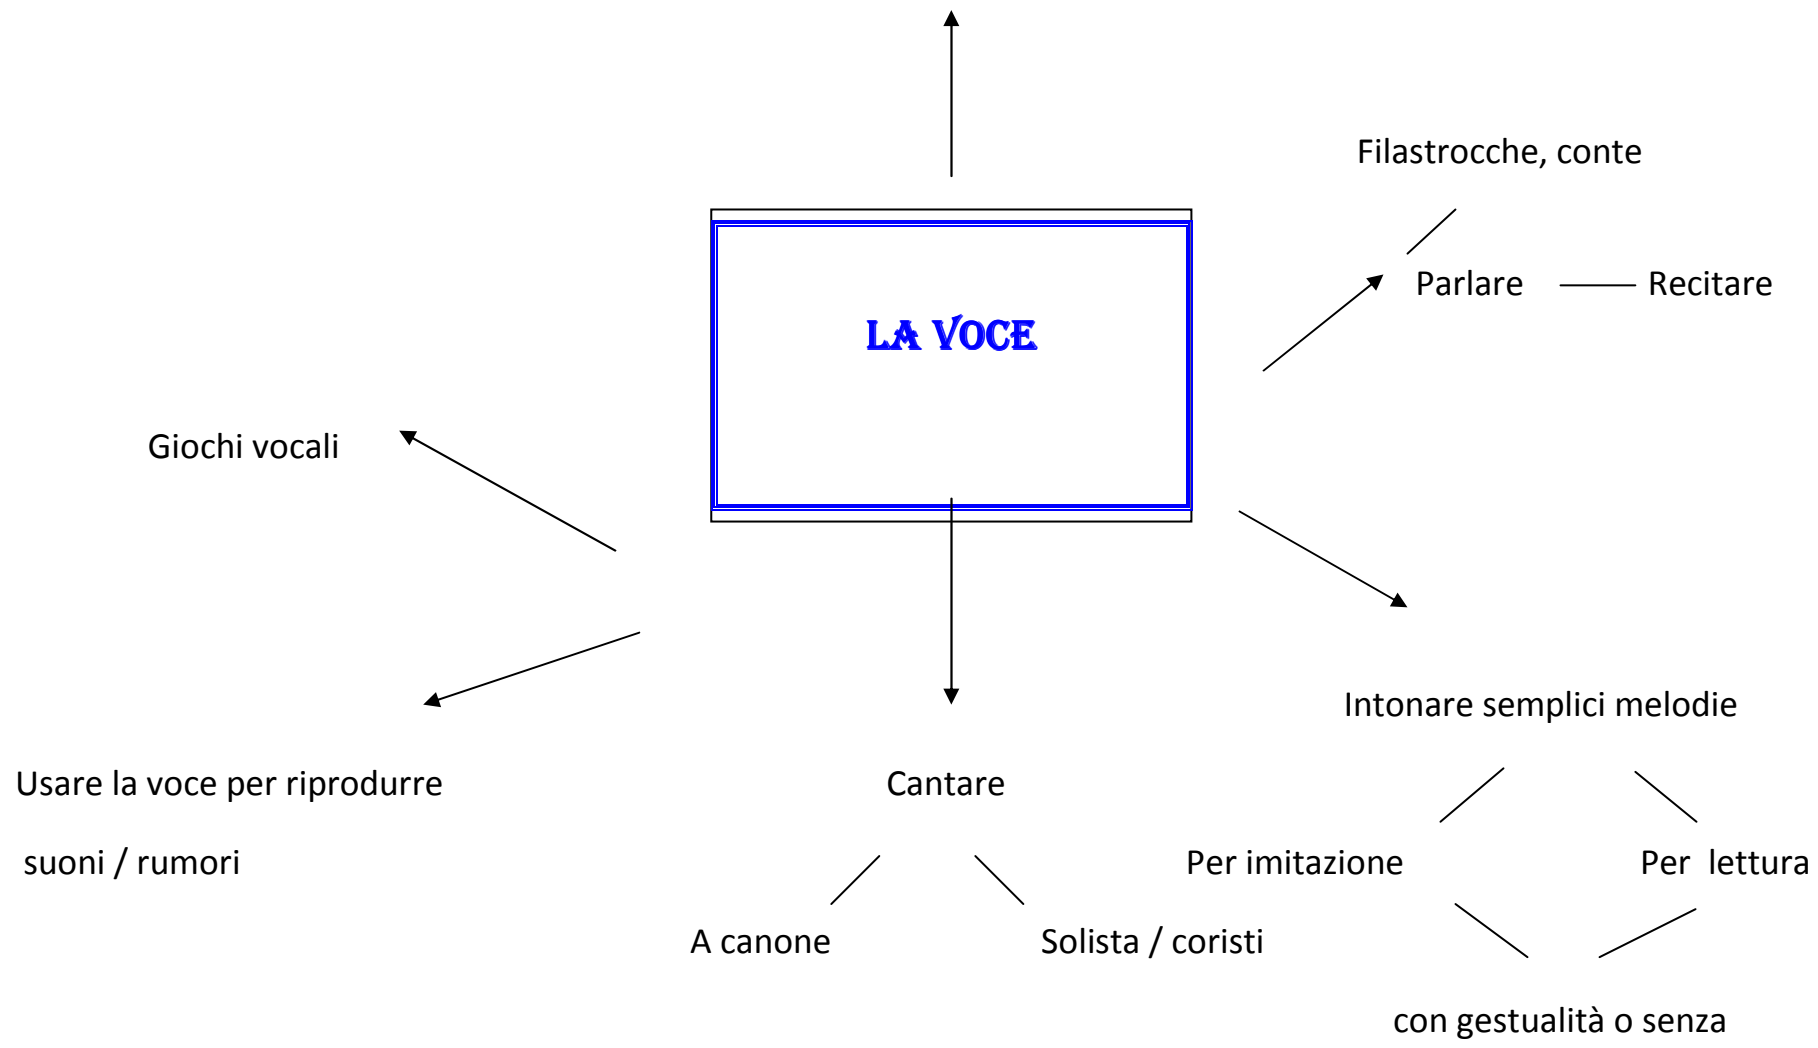 Filastrocche, conte
Parlare
Recitare
LA VOCE
Giochi vocali
Intonare semplici melodie
Usare la voce per riprodurre
Cantare
suoni / rumori
Per imitazione
Per lettura
A canone
Solista / coristi
con gestualità o senza